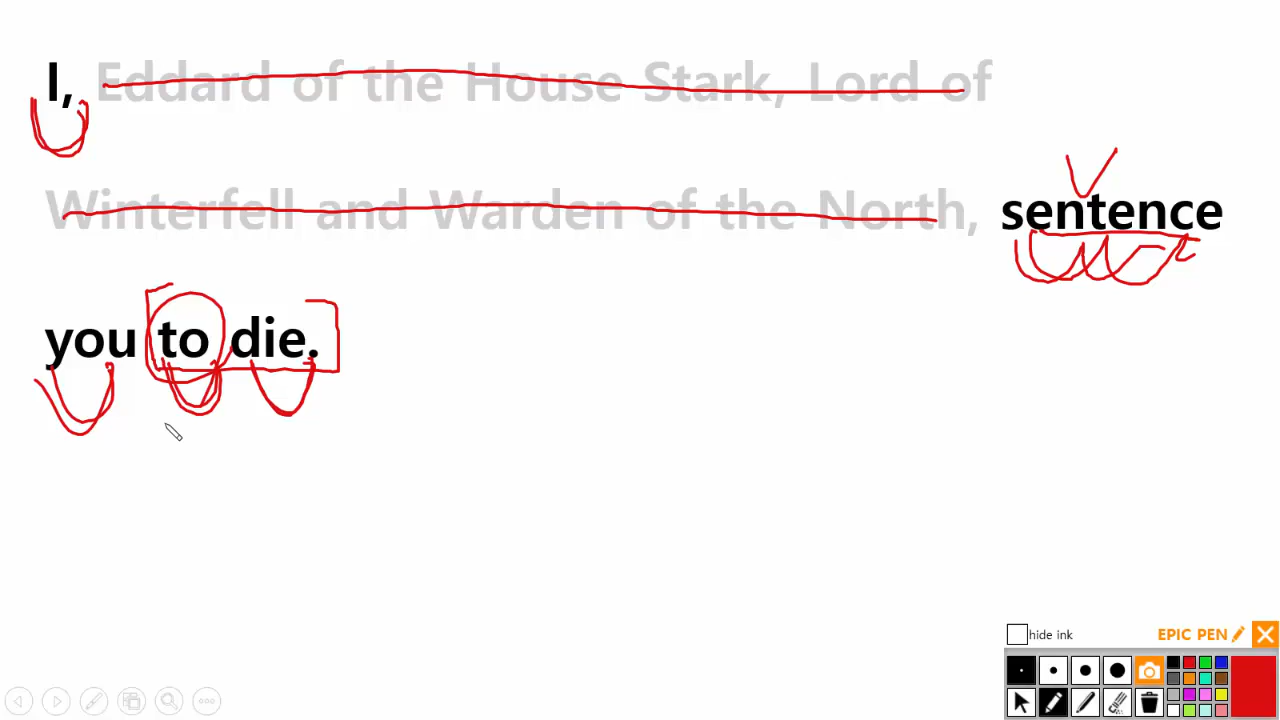 I, Eddard of the House Stark, Lord of
Winterfell and Warden of the North, sentence
you to die.
hide ink
EPIC PEN